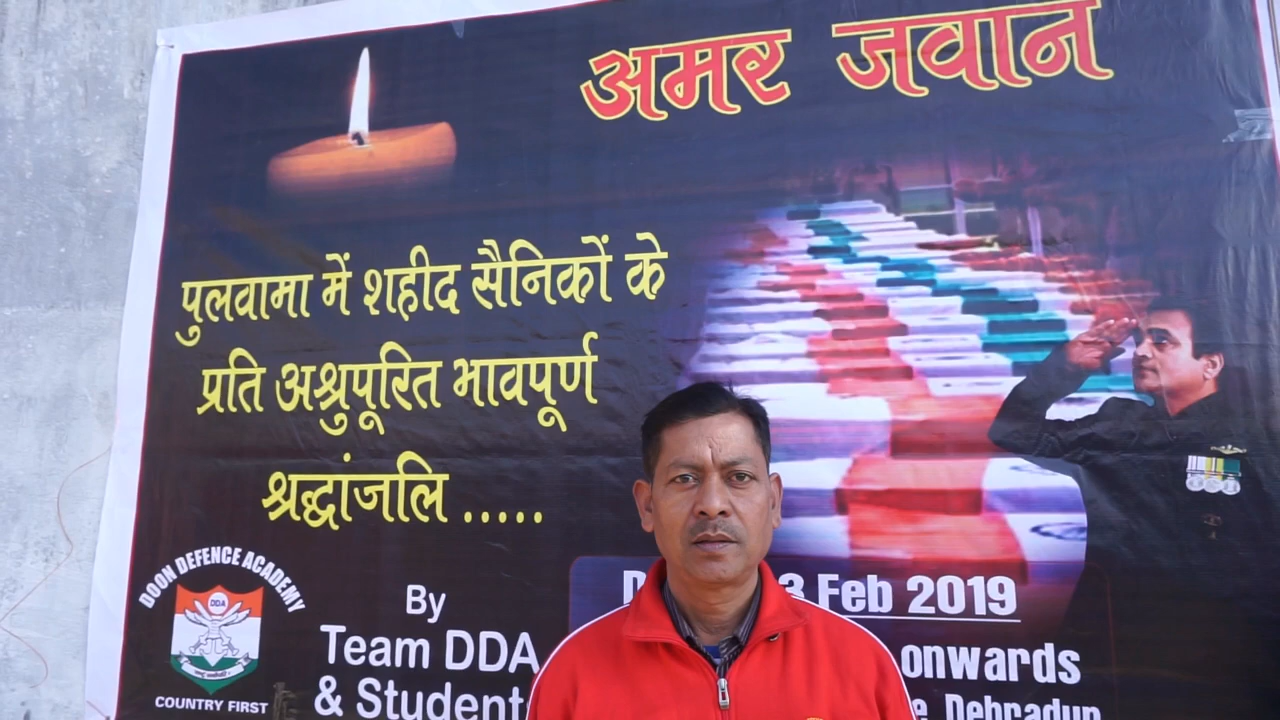 अमर जवान
पुलवामा में शहीद सैनिकों के
प्रति अश्रुपूरित भावपूर्ण
श्रद्धांजलि .....
DOON DEFENCE ACADEMY
DDA
COUNTRY FIRST
By
Team DDA
& Student
3 Feb 2019
onwards
Dehradun